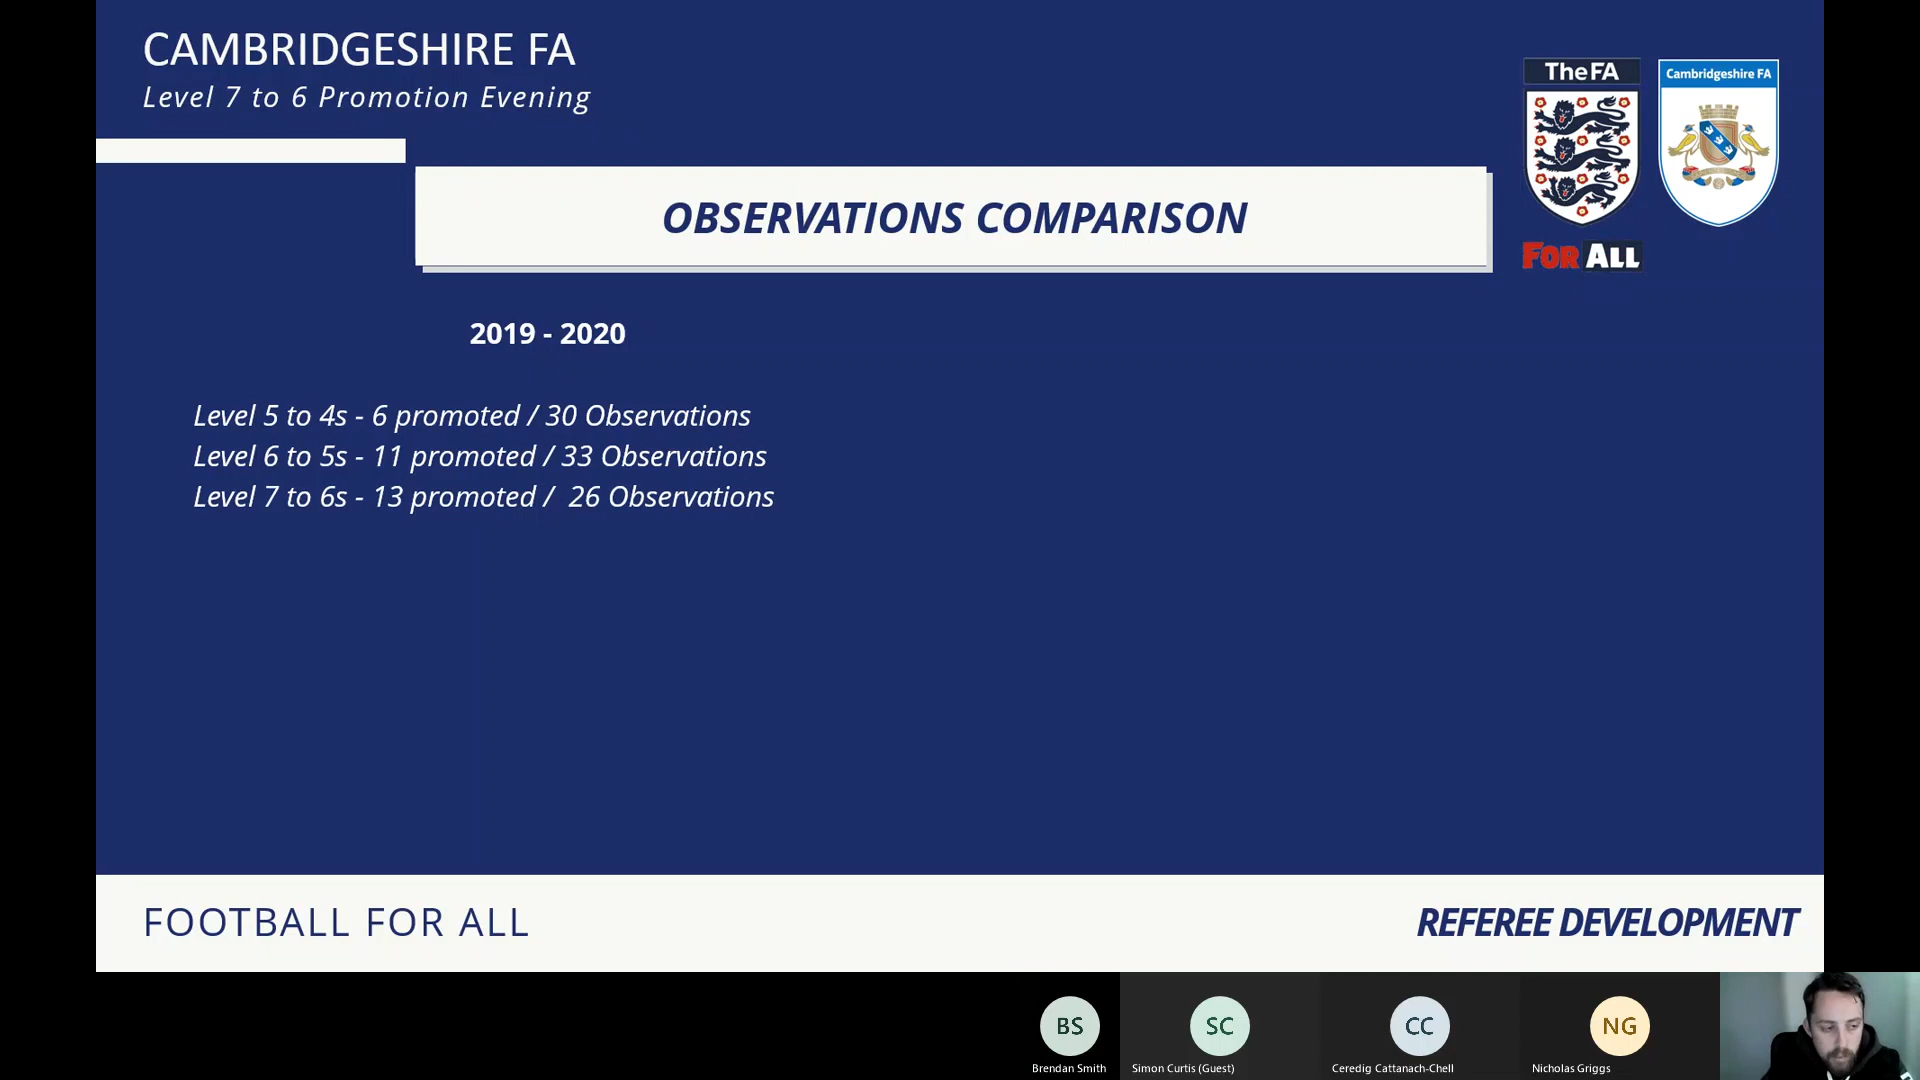 CAMBRIDGESHIRE FA
Level 7 to 6 Promotion Evening
TheFA
Cambridgeshire FA
OBSERVATIONS COMPARISON
FOR ALL
2019 - 2020
Level 5 to 4s - 6 promoted / 30 Observations
Level 6 to 5s - 11 promoted / 33 Observations
Level 7 to 6s - 13 promoted /  26 Observations
FOOTBALL FOR ALL
REFEREE DEVELOPMENT
BS
SC
CC
NG
Brendan Smith
Simon Curtis (Guest)
Ceredig Cattanach-Chell
Nicholas Griggs